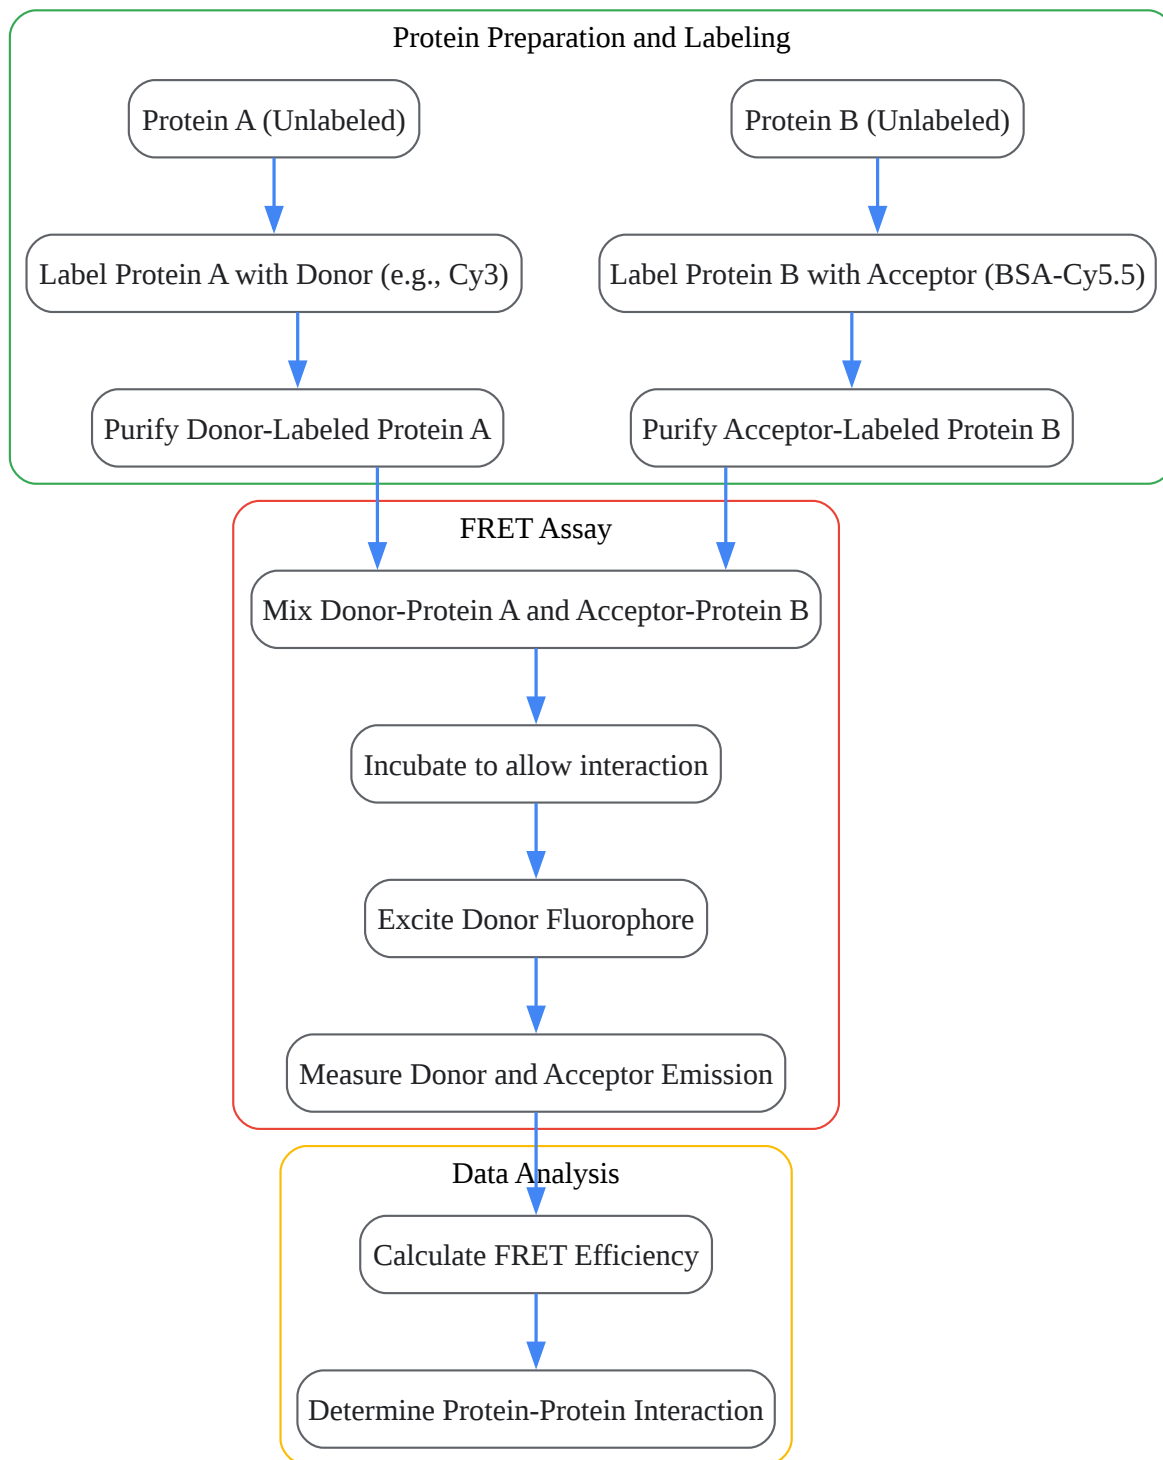 Protein Preparation and Labeling
Protein A (Unlabeled)
Protein B (Unlabeled)
Label Protein A with Donor (e.g., Cy3)
Label Protein B with Acceptor (BSA-Cy5.5)
Purify Donor-Labeled Protein A
Purify Acceptor-Labeled Protein B
FRET Assay
Mix Donor-Protein A and Acceptor-Protein B
Incubate to allow interaction
Excite Donor Fluorophore
Measure Donor and Acceptor Emission
Data Analysis
Calculate FRET Efficiency
Determine Protein-Protein Interaction